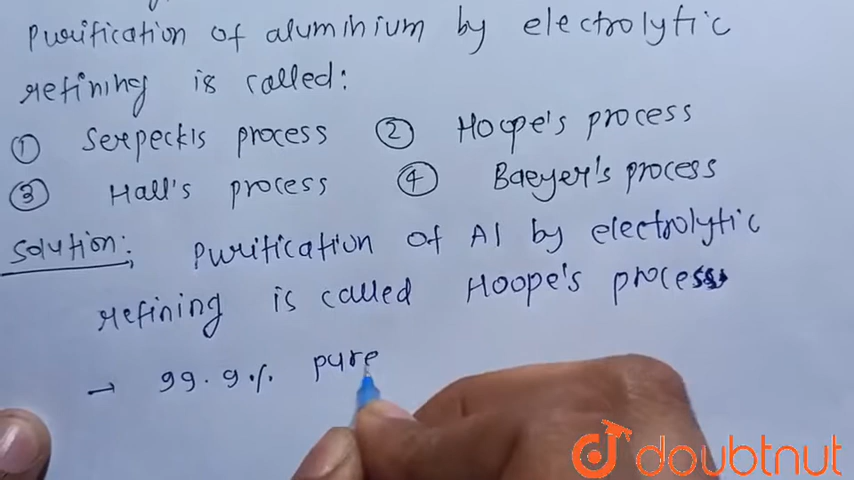 Purification of aluminium by electrolytic
refining is called:
① Serpeckis process ② Hoope's process
③ Hall's process ④ Baeyer's process
Solution:; Purification of Al by electrolytic
refining is called Hoope's process
→ 99.9% pure
doubtnut